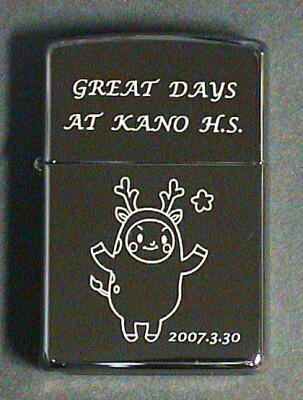 GREAT DAYS
AT KANO H.S.
2007.3.30